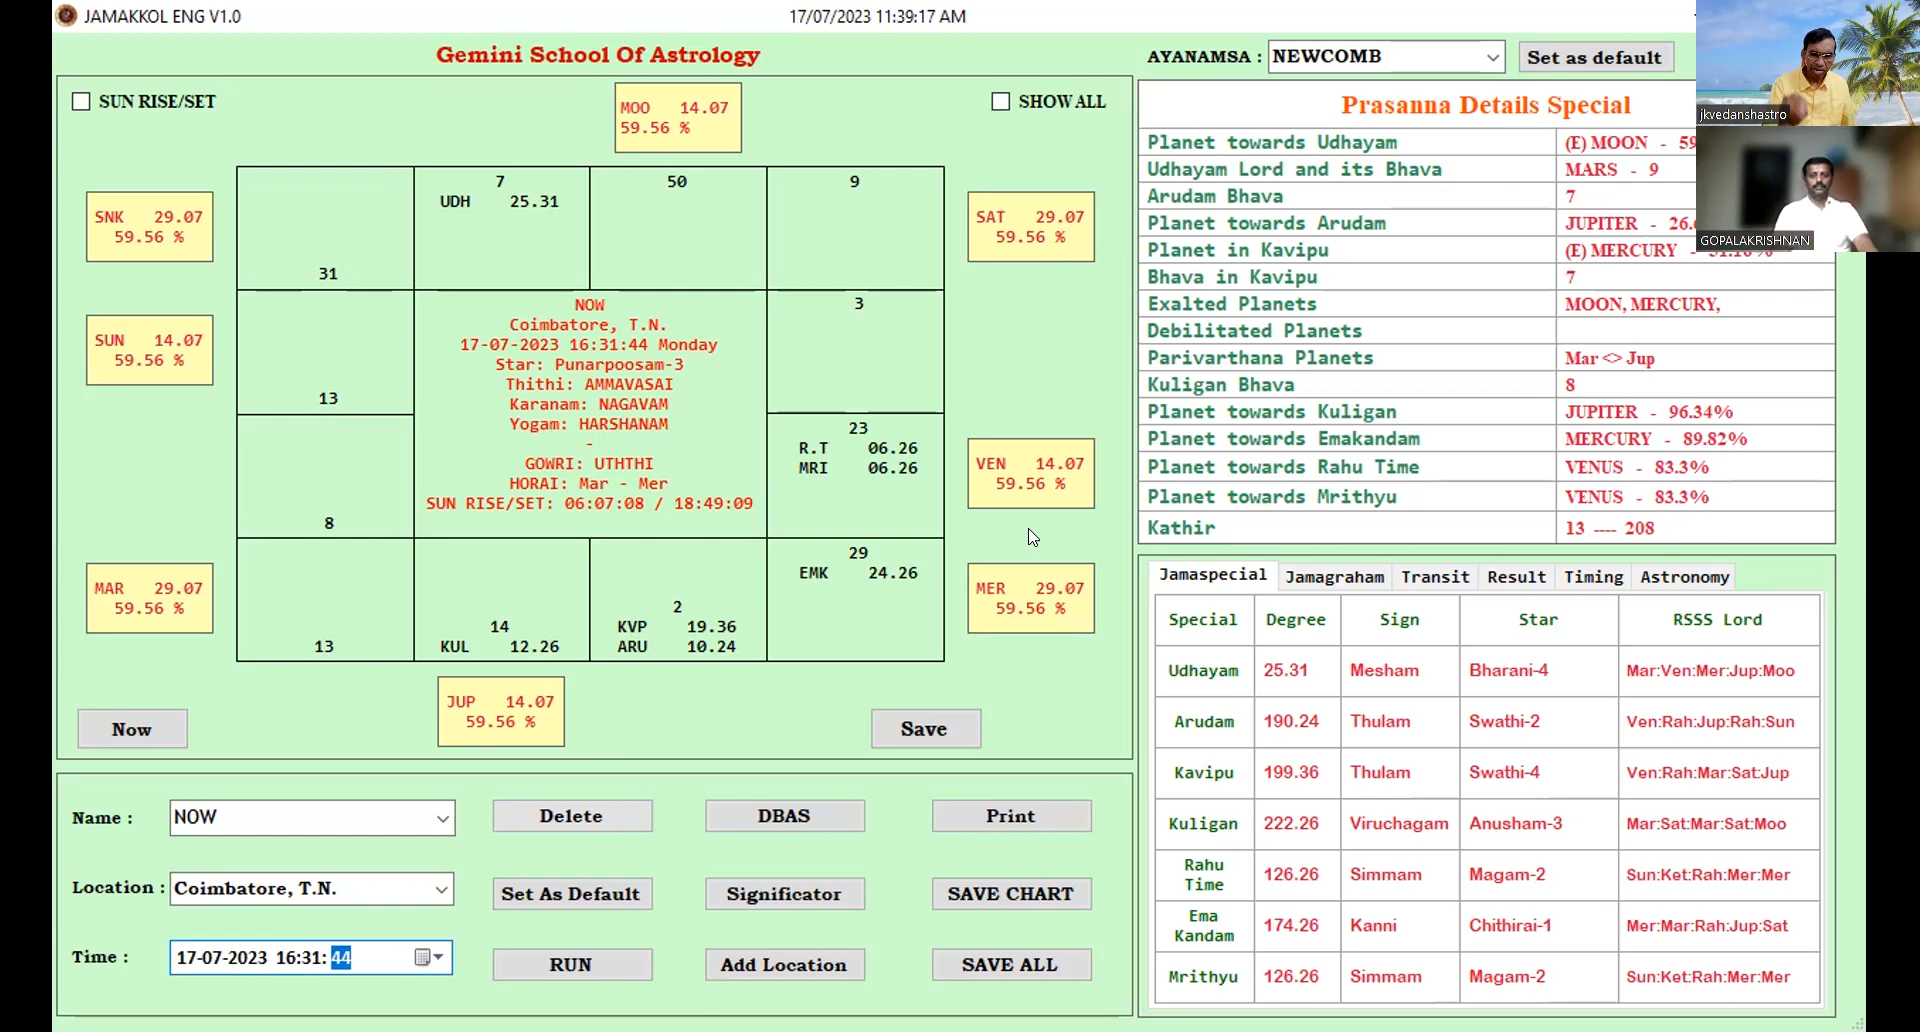 JAMAKKOL ENG V1.0
17/07/2023 11:39:17 AM
Gemini School Of Astrology
AYANAMSA : NEWCOMB
Set as default
SUN RISE/SET
SHOW ALL
MOO 14.07
59.56 %
SNK 29.07
59.56 %
SAT 29.07
59.56 %
SUN 14.07
59.56 %
VEN 14.07
59.56 %
MAR 29.07
59.56 %
MER 29.07
59.56 %
JUP 14.07
59.56 %
31
7
UDH 25.31
50
9
13
3
8
23
R.T 06.26
MRI 06.26
13
14
KUL 12.26
2
KVP 19.36
ARU 10.24
29
EMK 24.26
NOW
Coimbatore, T.N.
17-07-2023 16:31:44 Monday
Star: Punarpoosam-3
Thithi: AMMAVASAI
Karanam: NAGAVAM
Yogam: HARSHANAM
-
GOWRI: UTHTHI
HORAI: Mar - Mer
SUN RISE/SET: 06:07:08 / 18:49:09
Now
Save
Name : NOW
Delete
DBAS
Print
Location : Coimbatore, T.N.
Set As Default
Significator
SAVE CHART
Time : 17-07-2023 16:31:44
RUN
Add Location
SAVE ALL
Prasanna Details Special
Planet towards Udhayam (E) MOON - 59
Udhayam Lord and its Bhava MARS - 9
Arudam Bhava 7
Planet towards Arudam JUPITER - 26.
Planet in Kavipu (E) MERCURY -
Bhava in Kavipu 7
Exalted Planets MOON, MERCURY,
Debilitated Planets
Parivarthana Planets Mar <> Jup
Kuligan Bhava 8
Planet towards Kuligan JUPITER - 96.34%
Planet towards Emakandam MERCURY - 89.82%
Planet towards Rahu Time VENUS - 83.3%
Planet towards Mrithyu VENUS - 83.3%
Kathir 13 ---- 208
jkvedanshastro
GOPALAKRISHNAN
Jamaspecial Jamagraham Transit Result Timing Astronomy
Special Degree Sign Star RSSS Lord
Udhayam 25.31 Mesham Bharani-4 Mar:Ven:Mer:Jup:Moo
Arudam 190.24 Thulam Swathi-2 Ven:Rah:Jup:Rah:Sun
Kavipu 199.36 Thulam Swathi-4 Ven:Rah:Mar:Sat:Jup
Kuligan 222.26 Viruchagam Anusham-3 Mar:Sat:Mar:Sat:Moo
Rahu Time 126.26 Simmam Magam-2 Sun:Ket:Rah:Mer:Mer
Ema Kandam 174.26 Kanni Chithirai-1 Mer:Mar:Rah:Jup:Sat
Mrithyu 126.26 Simmam Magam-2 Sun:Ket:Rah:Mer:Mer